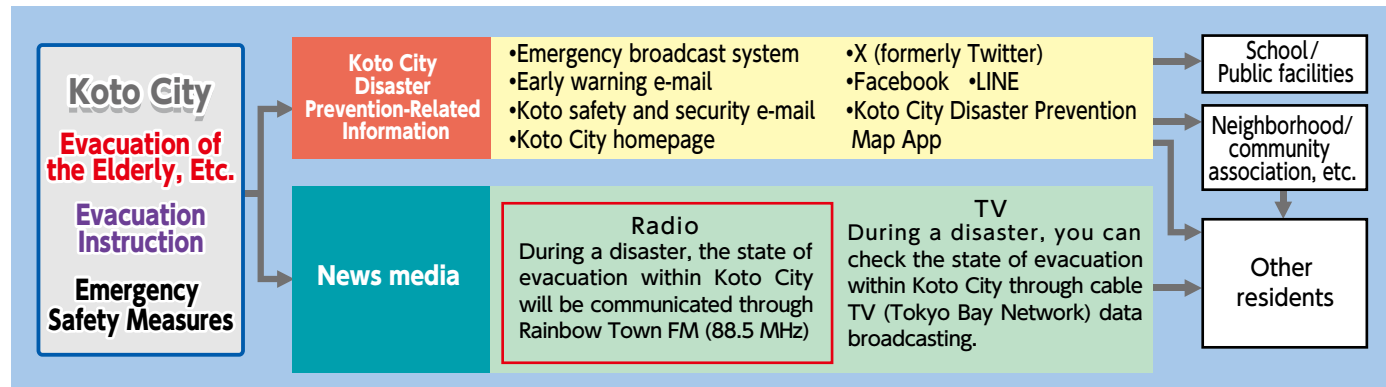 Koto City
Evacuation of
the Elderly, Etc.
Evacuation
Instruction
Emergency
Safety Measures
Koto City
Disaster
Prevention-Related
Information
•Emergency broadcast system
•Early warning e-mail
•Koto safety and security e-mail
•Koto City homepage
•X (formerly Twitter)
•Facebook •LINE
•Koto City Disaster Prevention
Map App
News media
Radio
During a disaster, the state of
evacuation within Koto City
will be communicated through
Rainbow Town FM (88.5 MHz)
TV
During a disaster, you can
check the state of evacuation
within Koto City through cable
TV (Tokyo Bay Network) data
broadcasting.
School/
Public facilities
Neighborhood/
community
association, etc.
Other
residents